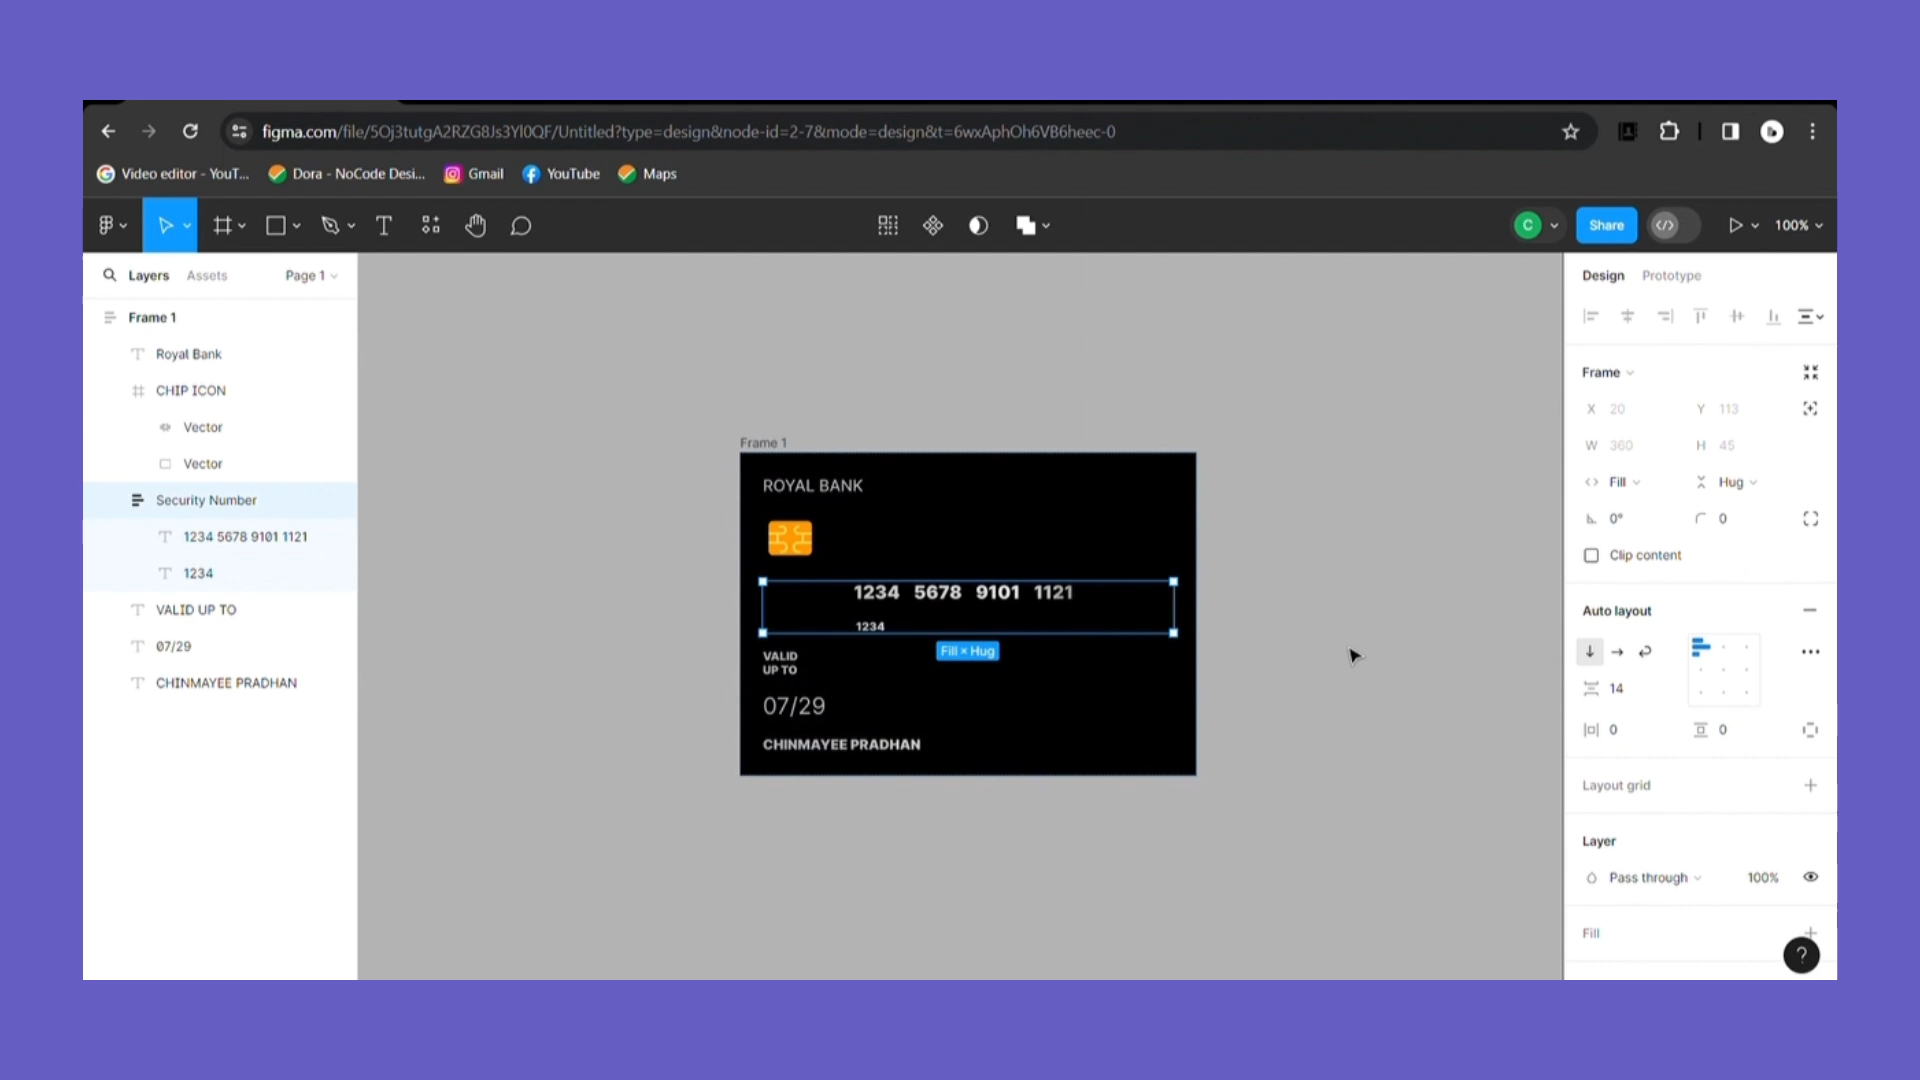 figma.com/file/5Oj3tutgA2RZG8Js3Yl0QF/Untitled?type=design&node-id=2-7&mode=design&t=6wxAphOh6VB6heec-0
Video editor - YouT...
Dora - NoCode Desi...
Gmail
YouTube
Maps
T
C
Share
</>
100%
Layers
Assets
Page 1
Frame 1
Royal Bank
CHIP ICON
Vector
Vector
Security Number
1234 5678 9101 1121
1234
VALID UP TO
07/29
CHINMAYEE PRADHAN
Frame 1
ROYAL BANK
1234 5678 9101 1121
1234
Fill × Hug
VALID
UP TO
07/29
CHINMAYEE PRADHAN
Design
Prototype
Frame
X 20
Y 113
W 360
H 45
Fill
Hug
0°
0
Clip content
Auto layout
14
0
0
Layout grid
Layer
Pass through
100%
Fill
?